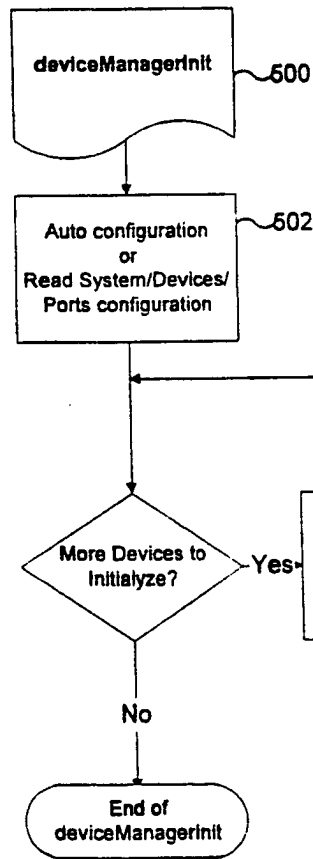 deviceManagerInit
500
Auto configuration
or
Read System/Devices/
Ports configuration
502
More Devices to
Initialyze?
Yes
No
End of
deviceManagerInit